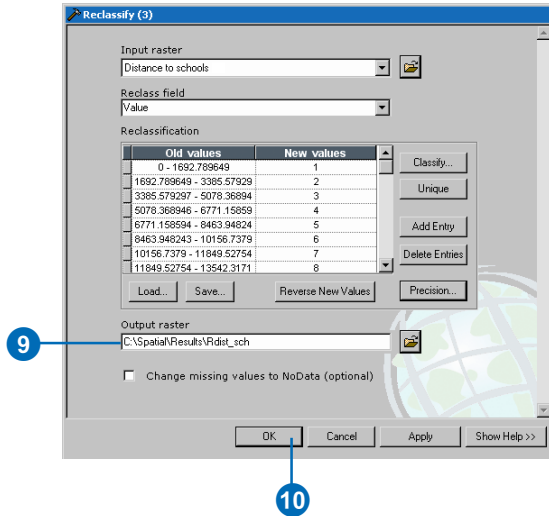 Reclassify (3)
Input raster
Distance to schools
Reclass field
Value
Reclassification
Old values New values
0 - 1692.789649 1
1692.789649 - 3385.57929 2
3385.579297 - 5078.36894 3
5078.368946 - 6771.15859 4
6771.158594 - 8463.94824 5
8463.948243 - 10156.7379 6
10156.7379 - 11849.52754 7
11849.52754 - 13542.3171 8
Classify...
Unique
Add Entry
Delete Entries
Load... Save... Reverse New Values Precision...
Output raster
9 C:\Spatial\Results\Rdist_sch
Change missing values to NoData (optional)
OK Cancel Apply Show Help >>
10